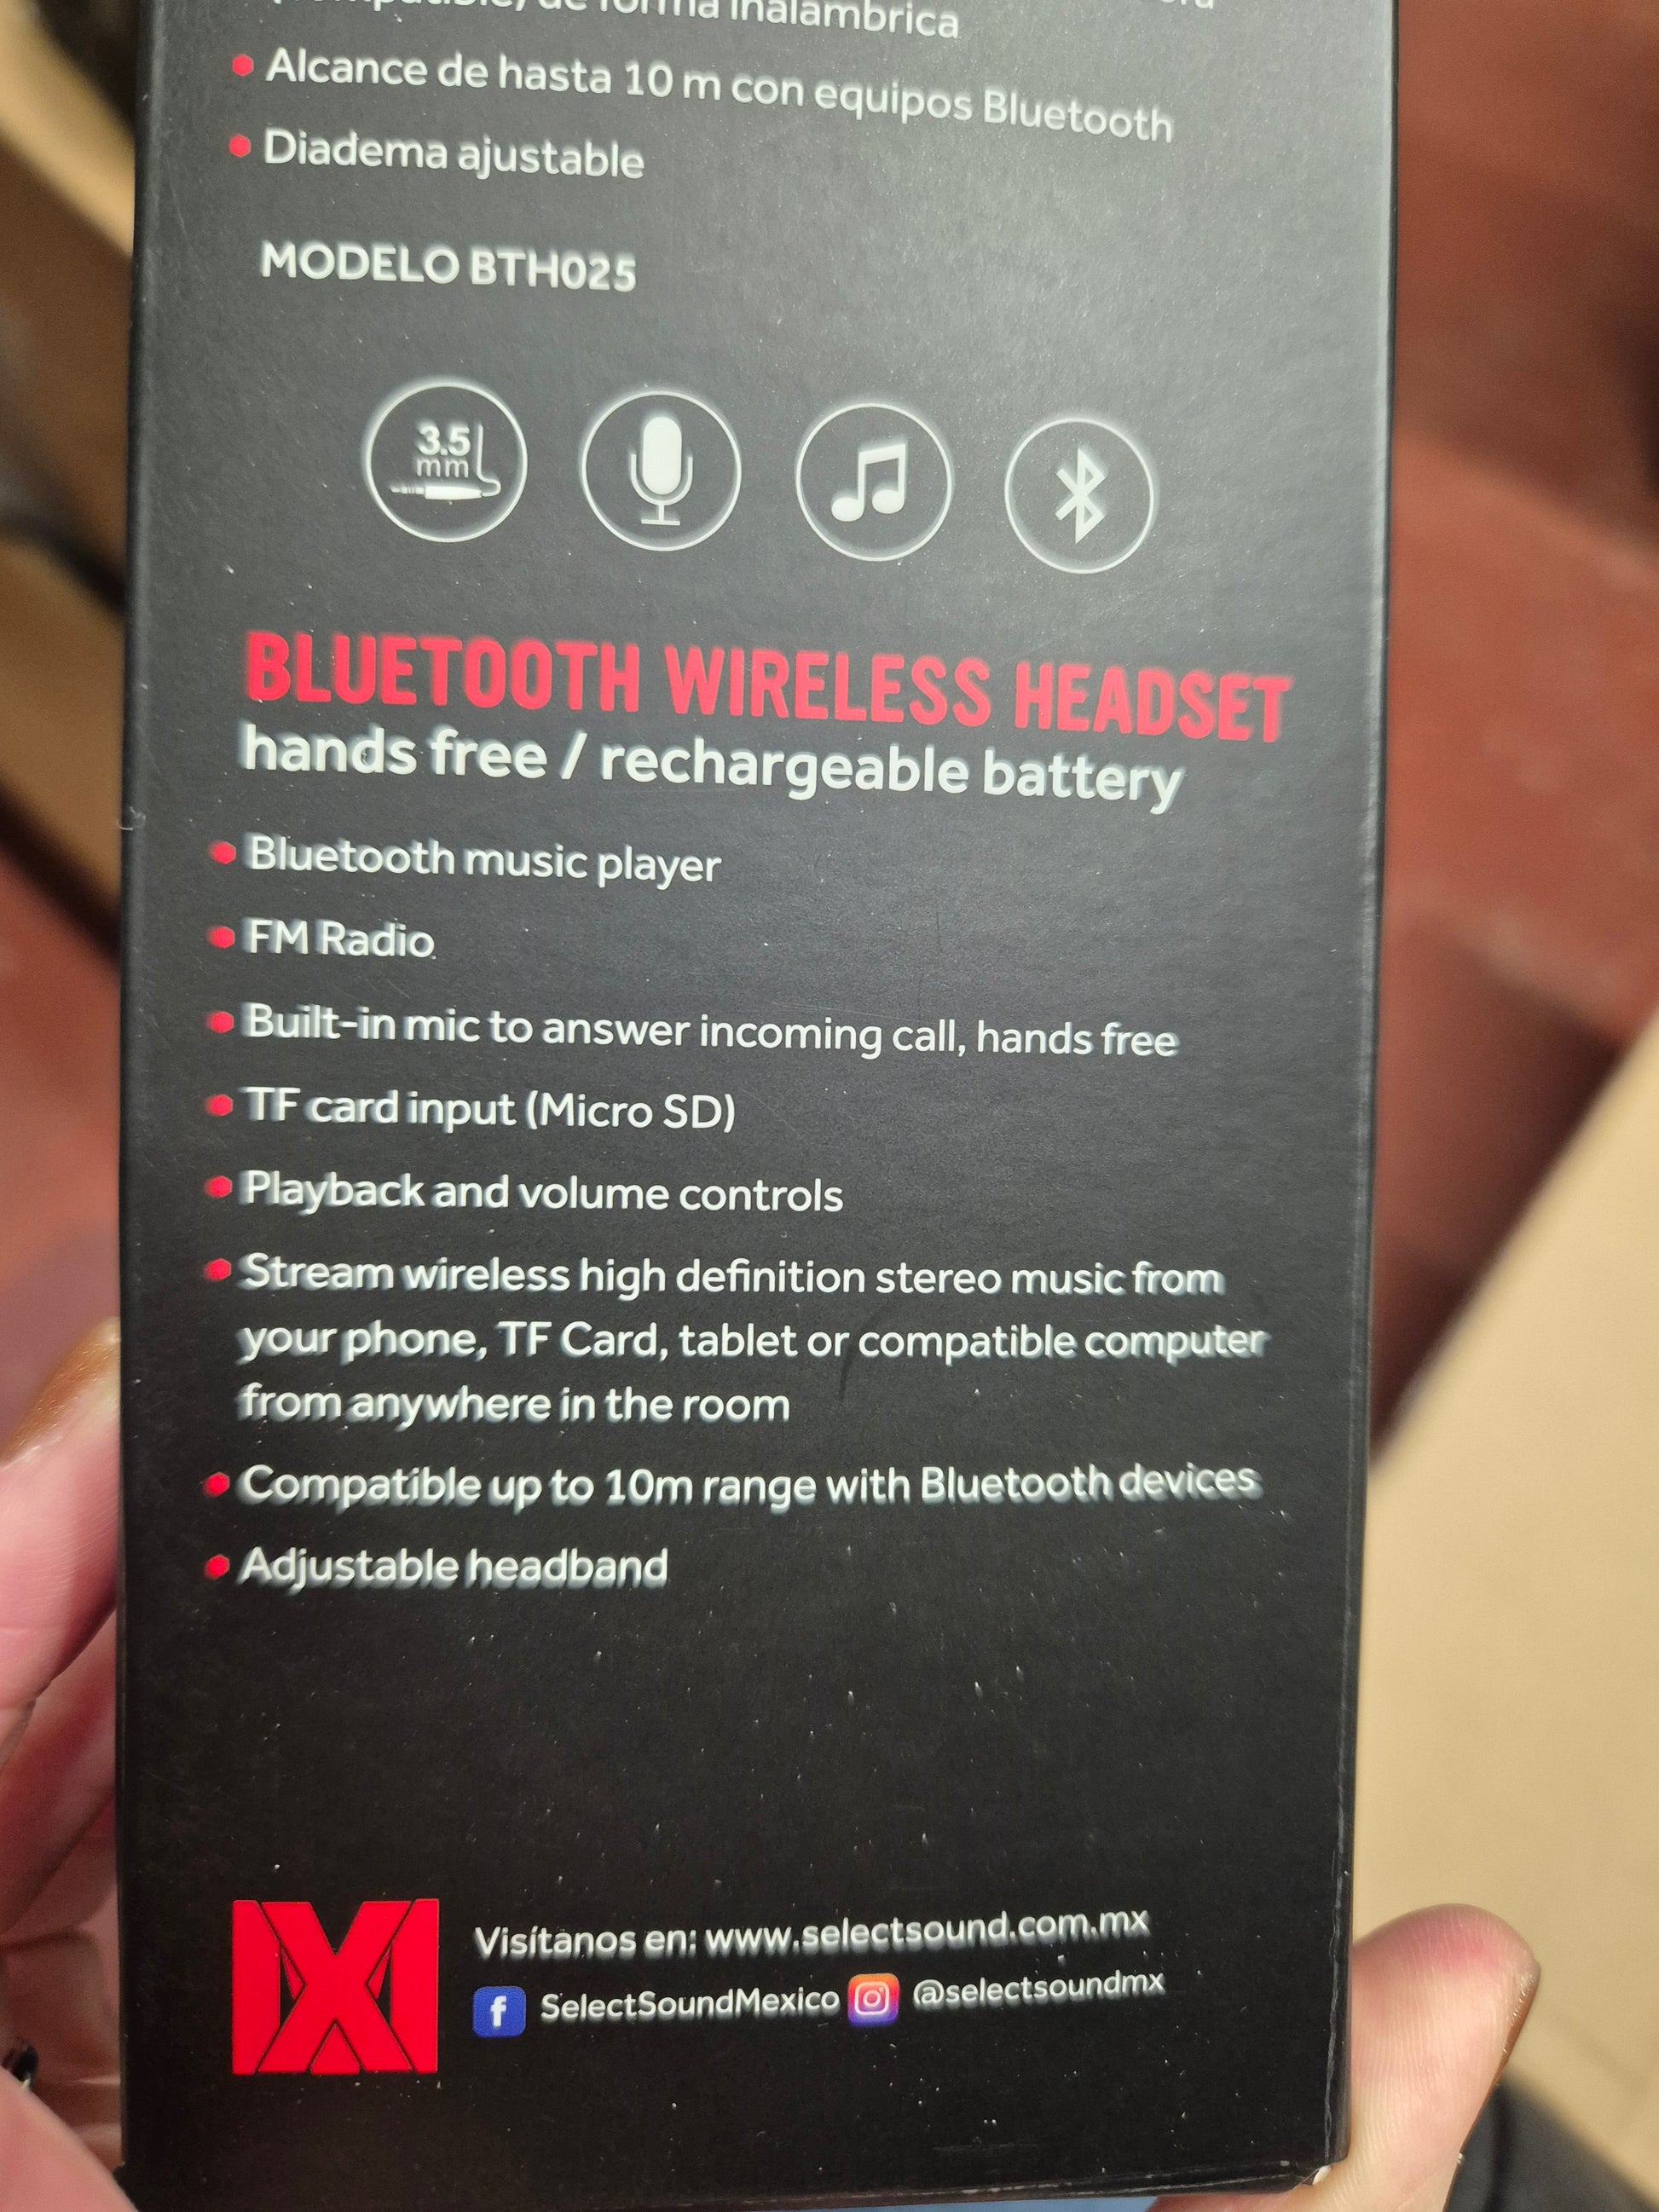 (compatible) de forma inalámbrica
• Alcance de hasta 10 m con equipos Bluetooth
• Diadema ajustable
MODELO BTH025
3.5
mm
BLUETOOTH WIRELESS HEADSET
hands free / rechargeable battery
• Bluetooth music player
• FM Radio
• Built-in mic to answer incoming call, hands free
• TF card input (Micro SD)
• Playback and volume controls
• Stream wireless high definition stereo music from
your phone, TF Card, tablet or compatible computer
from anywhere in the room
• Compatible up to 10m range with Bluetooth devices
• Adjustable headband
Visítanos en: www.selectsound.com.mx
f SelectSoundMexico @selectsoundmx